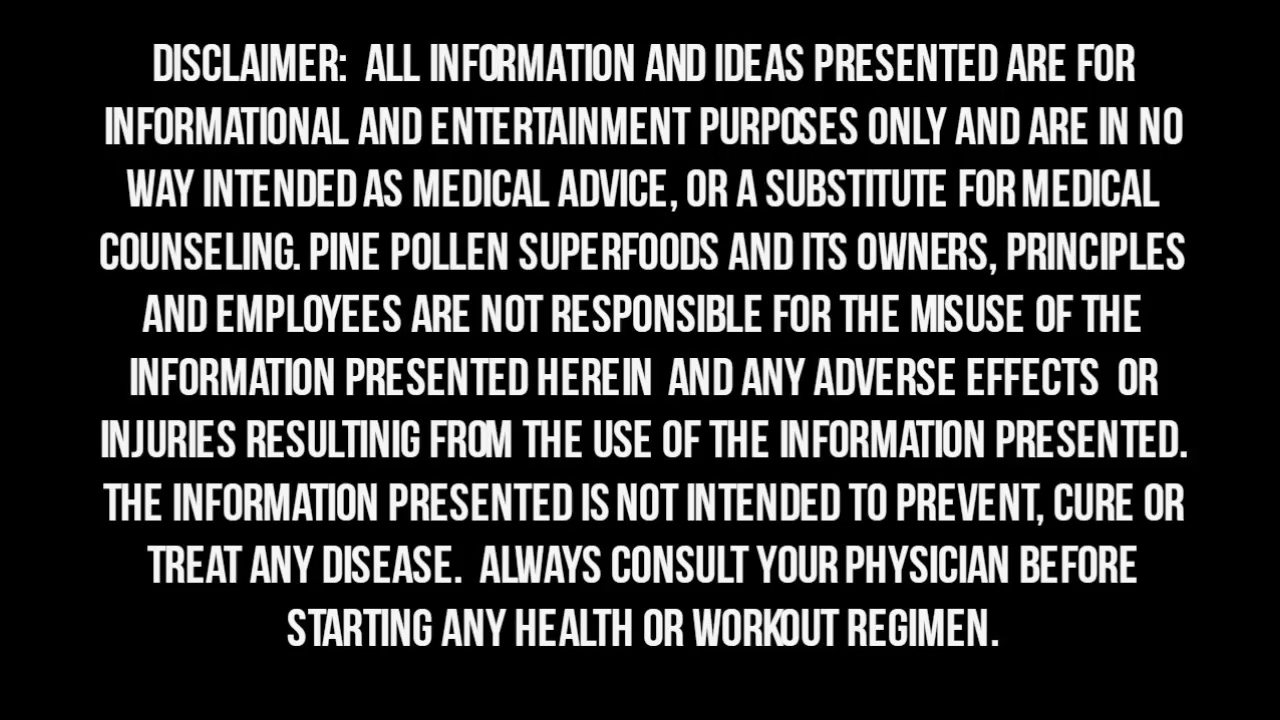 DISCLAIMER: ALL INFORMATION AND IDEAS PRESENTED ARE FOR
INFORMATIONAL AND ENTERTAINMENT PURPOSES ONLY AND ARE IN NO
WAY INTENDED AS MEDICAL ADVICE, OR A SUBSTITUTE FOR MEDICAL
COUNSELING. PINE POLLEN SUPERFOODS AND ITS OWNERS, PRINCIPLES
AND EMPLOYEES ARE NOT RESPONSIBLE FOR THE MISUSE OF THE
INFORMATION PRESENTED HEREIN AND ANY ADVERSE EFFECTS OR
INJURIES RESULTINIG FROM THE USE OF THE INFORMATION PRESENTED.
THE INFORMATION PRESENTED IS NOT INTENDED TO PREVENT, CURE OR
TREAT ANY DISEASE. ALWAYS CONSULT YOUR PHYSICIAN BEFORE
STARTING ANY HEALTH OR WORKOUT REGIMEN.